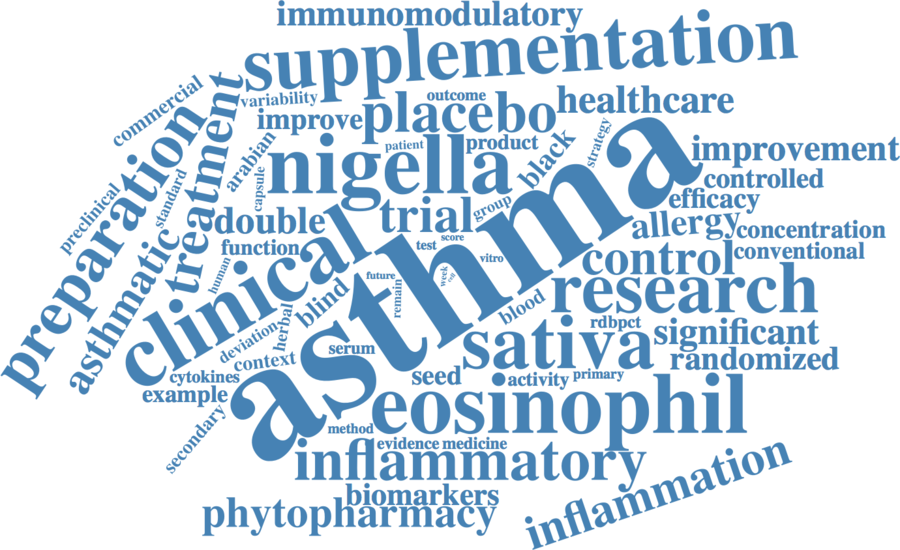 immunomodulatory
supplementation
commercial
variability
outcome
healthcare
improve
placebo
treatment
preparation
arabian
patient
product
black
strategy
improvement
nigella
capsule
standard
controlled
efficacy
preclinical
double
trial
group
allergy
concentration
asthmatic
function
test
score
control
conventional
clinical
human
vitro
asthma
blind
future
remain
week
research
blood
herbal
deviation
rdbpct
significant
context
serum
sativa
randomized
cytokines
seed
activity
primary
example
eosinophil
secondary
method
evidence
medicine
inflammatory
inflammation
biomarkers
phytopharmacy